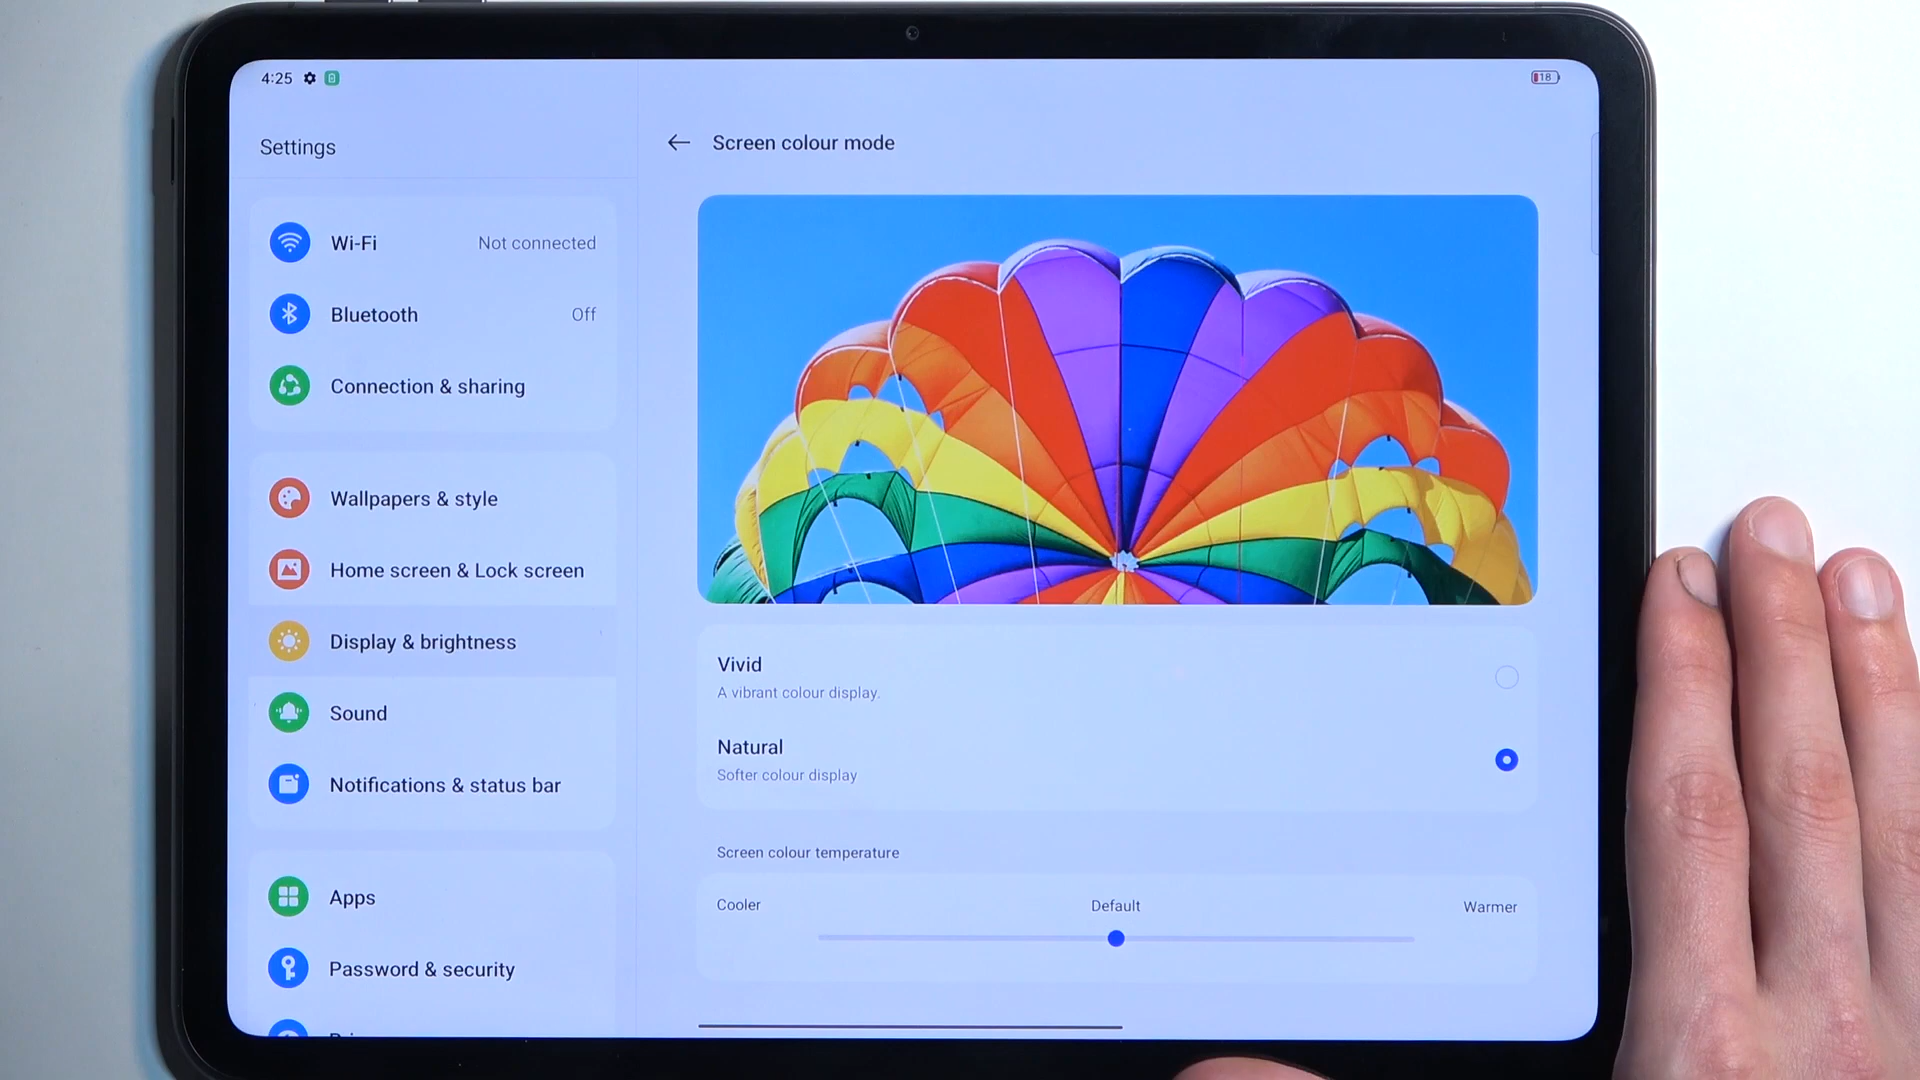 4:25
18
Settings
Screen colour mode
Wi-Fi
Not connected
Bluetooth
Off
Connection & sharing
Wallpapers & style
Home screen & Lock screen
Display & brightness
Sound
Notifications & status bar
Apps
Password & security
Vivid
A vibrant colour display.
Natural
Softer colour display
Screen colour temperature
Cooler
Default
Warmer